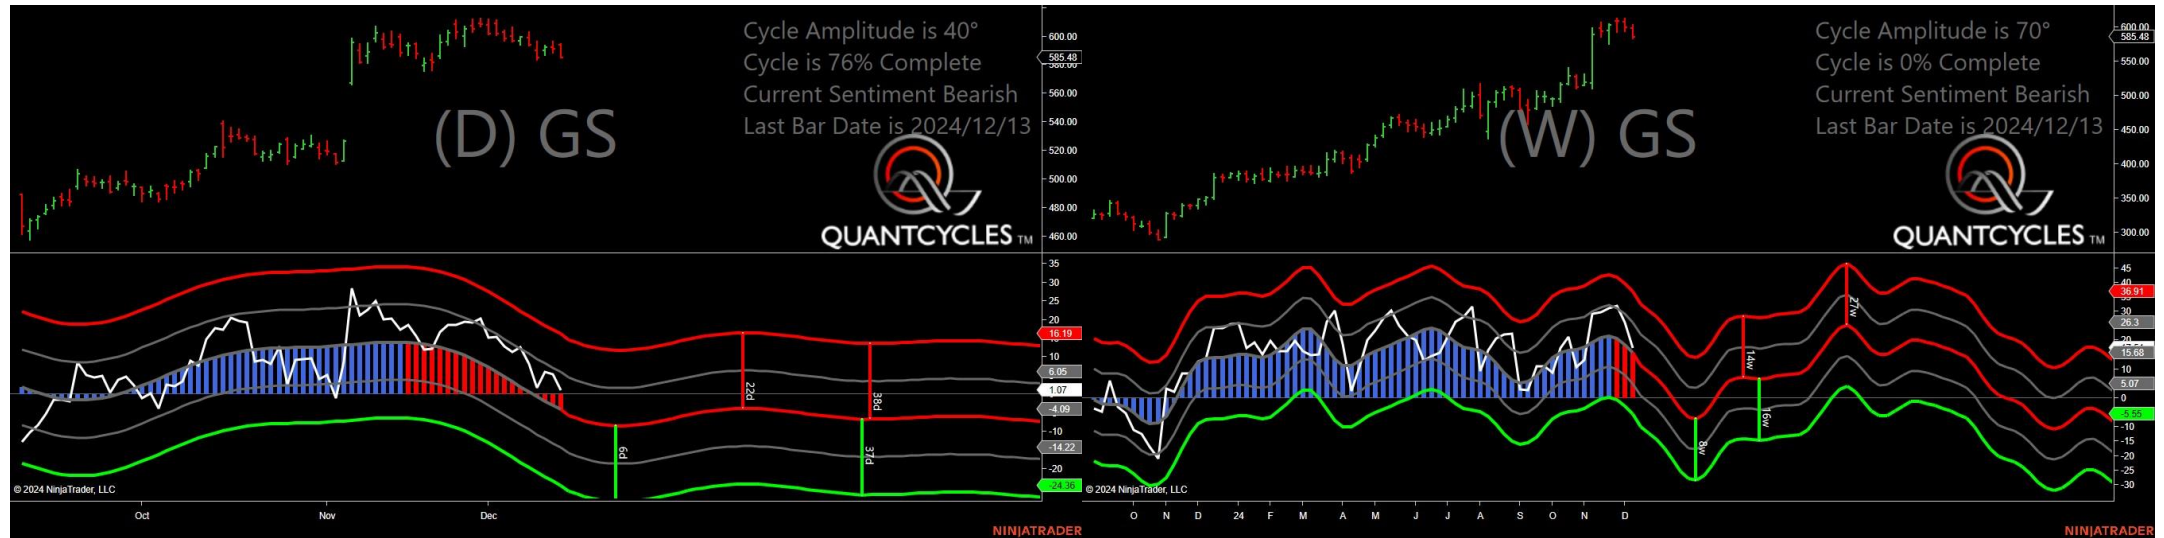 Cycle Amplitude is 40°
Cycle is 76% Complete
Current Sentiment Bearish
Last Bar Date is 2024/12/13
(D) GS
QUANTCYCLES TM
600.00
585.48
580.00
560.00
540.00
520.00
500.00
480.00
460.00
35
30
25
20
16.19
10
6.05
1.07
-4.09
-10
-14.22
-20
-24.36
6d
22d
37d
38d
© 2024 NinjaTrader, LLC
Oct Nov Dec
NINJATRADER
Cycle Amplitude is 70°
Cycle is 0% Complete
Current Sentiment Bearish
Last Bar Date is 2024/12/13
(W) GS
QUANTCYCLES TM
600.00
585.48
550.00
500.00
450.00
400.00
350.00
300.00
45
40
36.91
30
26.3
20
15.68
10
5.07
0
-5.55
-10
-15
-20
-25
-30
8w
14w
16w
27w
© 2024 NinjaTrader, LLC
O N D 24 F M A M J J A S O N D
NINJATRADER